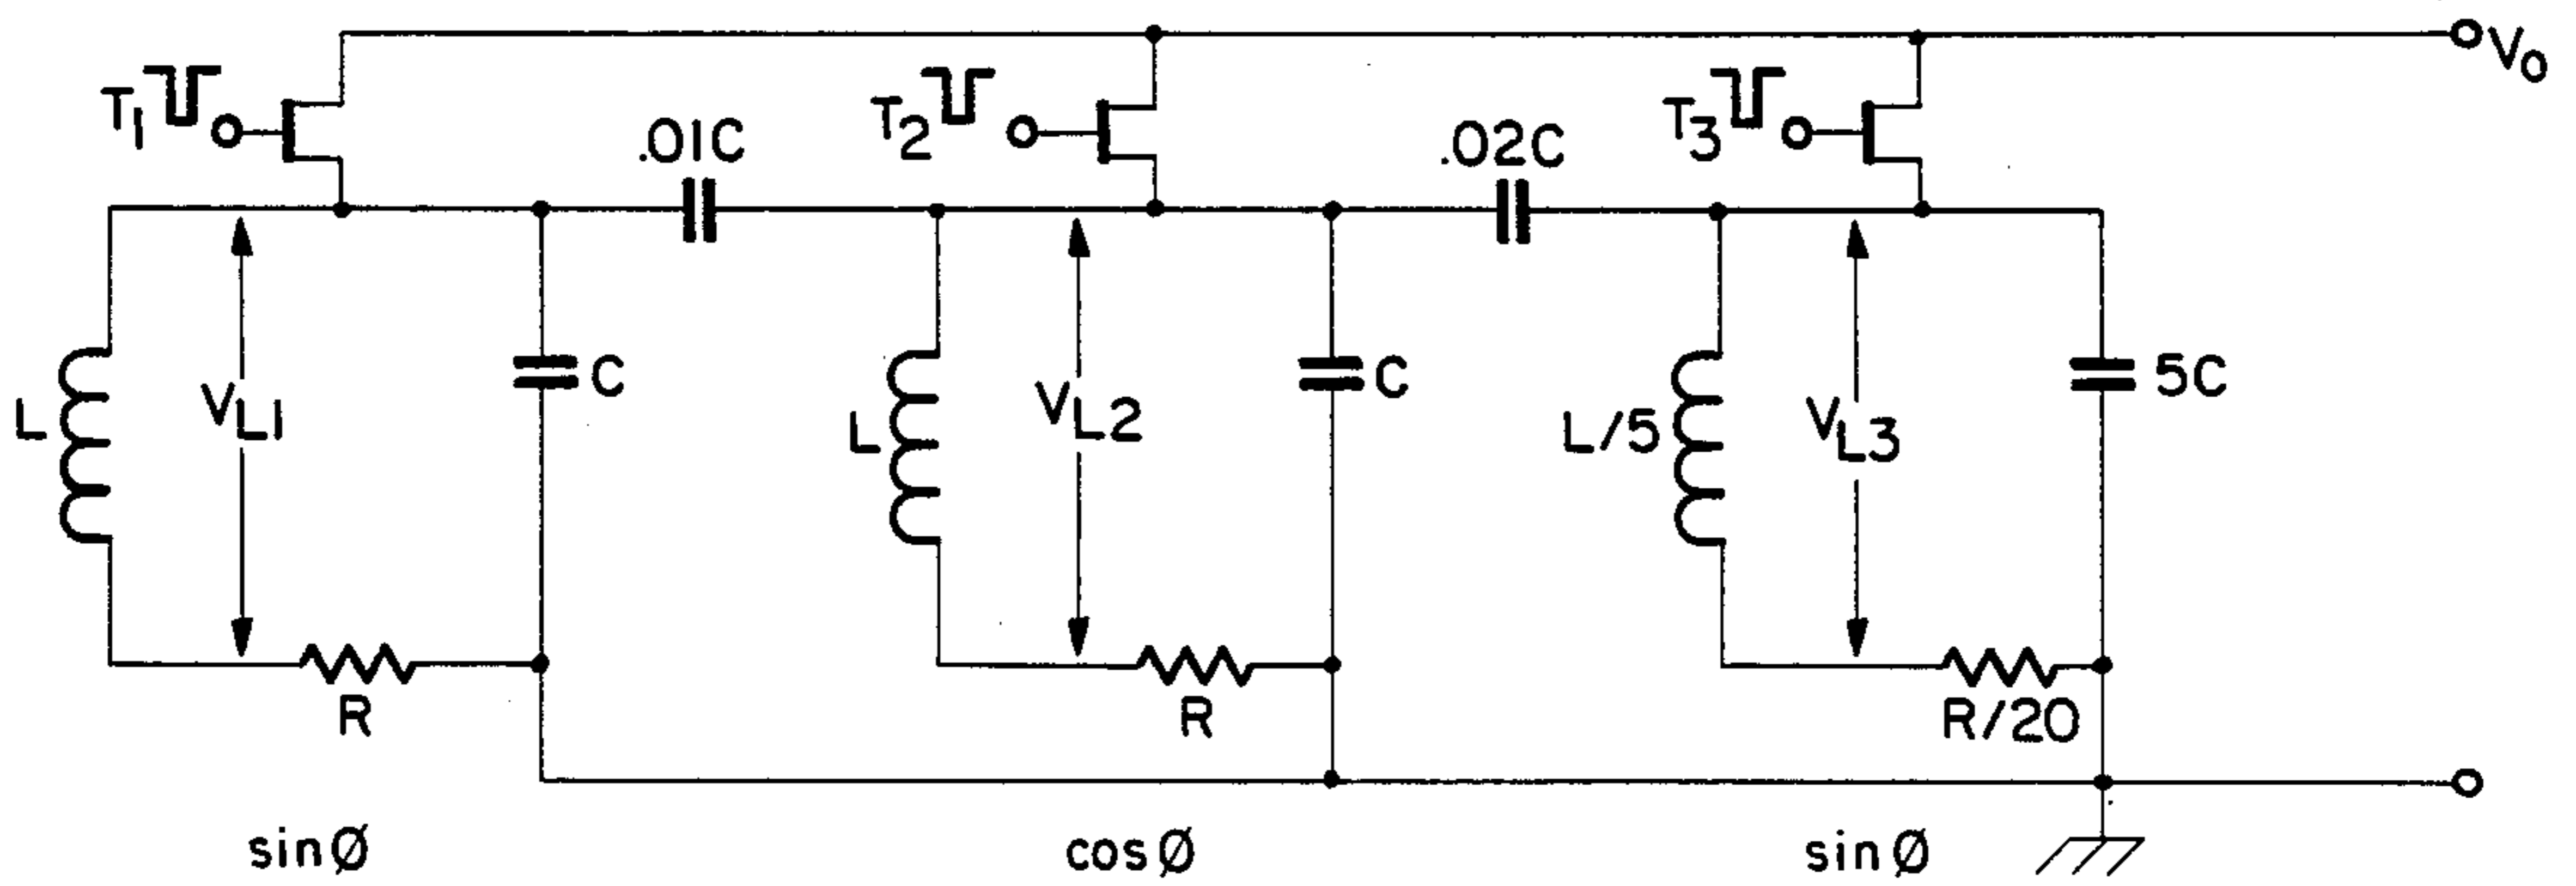 V0
T1
T2
T3
.01C
.02C
L
VL1
C
L
VL2
C
L/5
VL3
5C
R
R
R/20
sinØ
cosØ
sinØ